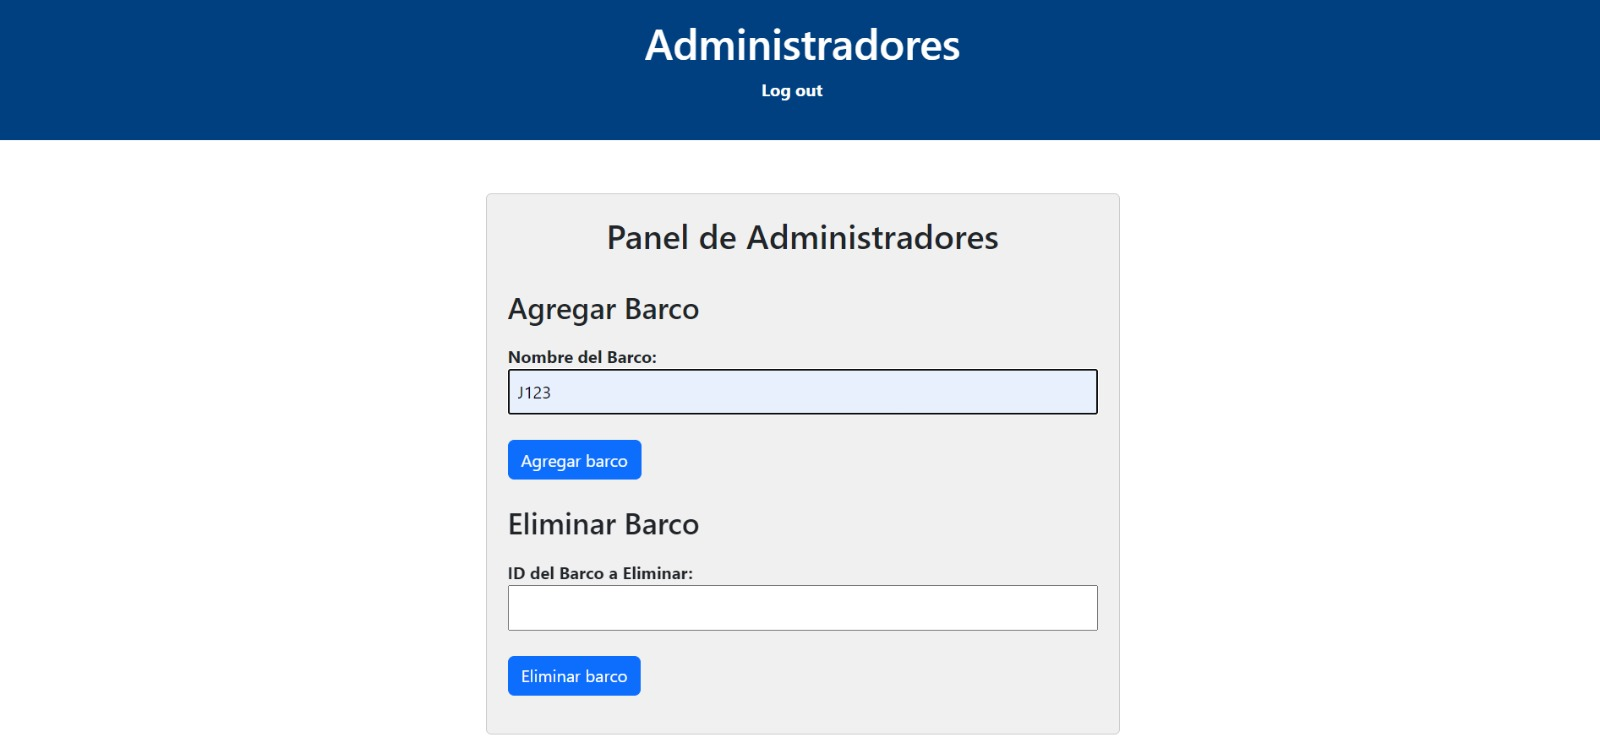 Administradores
Log out
Panel de Administradores
Agregar Barco
Nombre del Barco:
J123
Agregar barco
Eliminar Barco
ID del Barco a Eliminar:
Eliminar barco